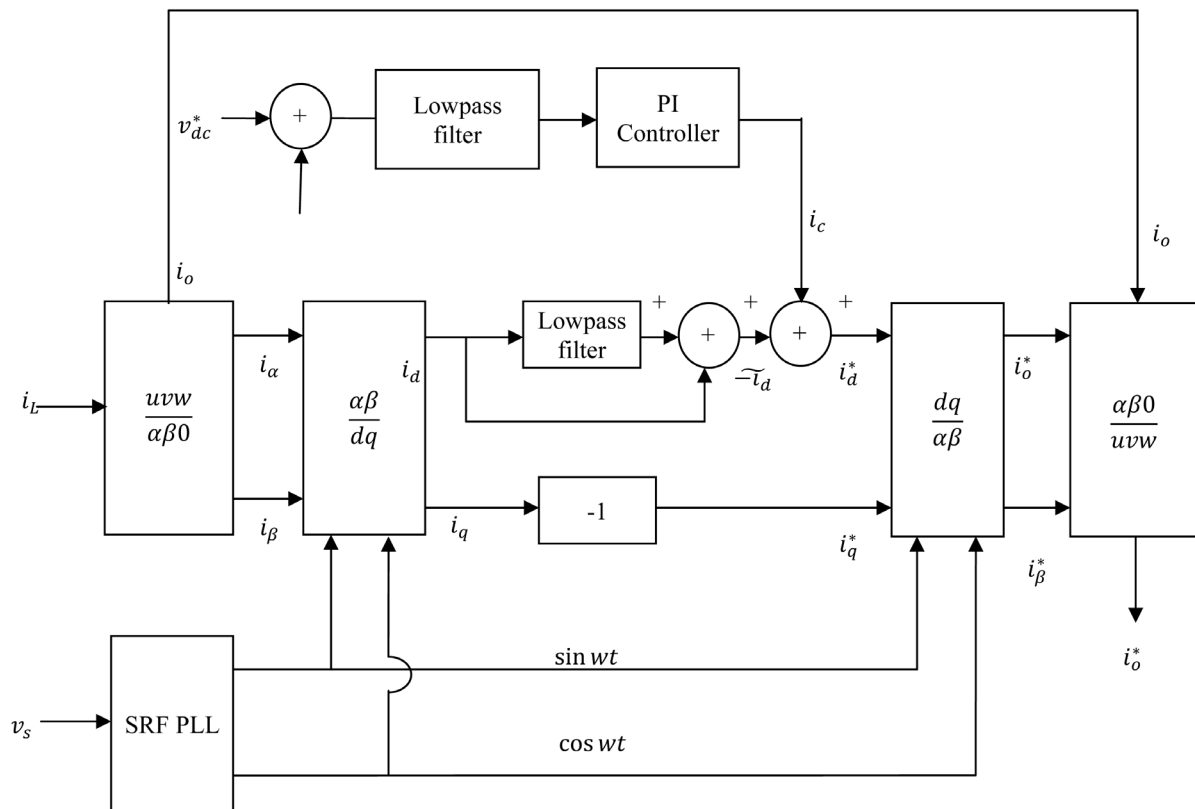 v*dc
+
Lowpass
filter
PI
Controller
i_c
i_o
i_o
i_L
uvw
αβ0
i_α
i_β
αβ
dq
i_d
i_q
Lowpass
filter
+
+
-ĩ_d
+
+
+
i*_d
-1
i*_q
dq
αβ
i*_o
i*_β
αβ0
uvw
i*_o
v_s
SRF PLL
sin wt
cos wt